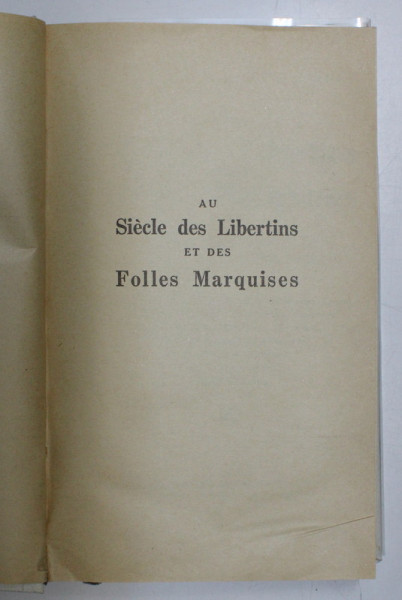 AU
Siècle des Libertins
ET DES
Folles Marquises